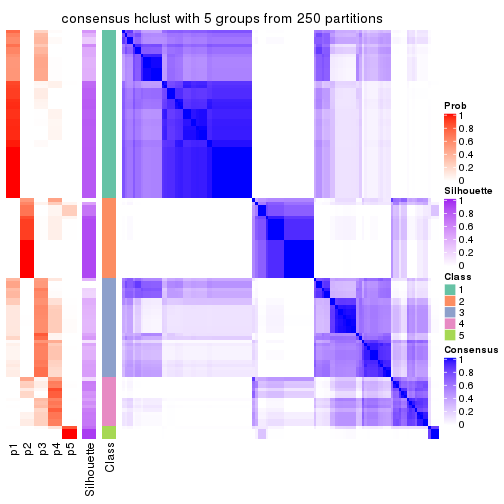 consensus hclust with 5 groups from 250 partitions
Prob
1
0.8
0.6
0.4
0.2
0
Silhouette
1
0.8
0.6
0.4
0.2
0
Class
1
2
3
4
5
Consensus
1
0.8
0.6
0.4
0.2
0
p1
p2
p3
p4
p5
Silhouette
Class